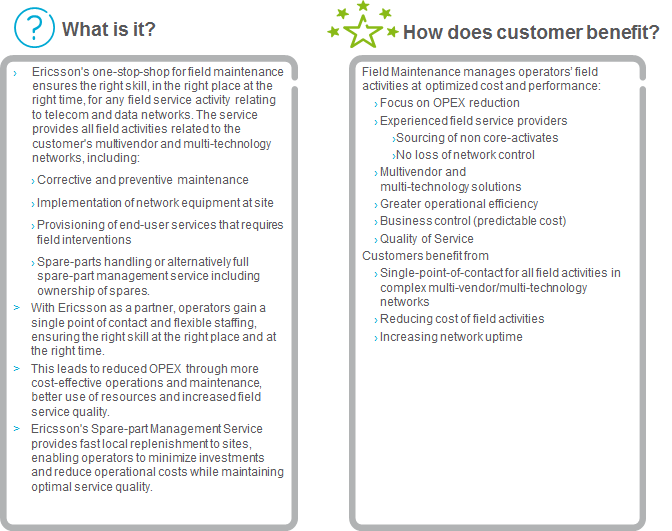 What is it?
› Ericsson's one-stop-shop for field maintenance
ensures the right skill, in the right place at the
right time, for any field service activity relating
to telecom and data networks. The service
provides all field activities related to the
customer's multivendor and multi-technology
networks, including:
› Corrective and preventive maintenance
› Implementation of network equipment at site
› Provisioning of end-user services that requires
field interventions
› Spare-parts handling or alternatively full
spare-part management service including
ownership of spares.
> With Ericsson as a partner, operators gain a
single point of contact and flexible staffing,
ensuring the right skill at the right place and at
the right time.
> This leads to reduced OPEX through more
cost-effective operations and maintenance,
better use of resources and increased field
service quality.
> Ericsson's Spare-part Management Service
provides fast local replenishment to sites,
enabling operators to minimize investments
and reduce operational costs while maintaining
optimal service quality.
How does customer benefit?
Field Maintenance manages operators' field
activities at optimized cost and performance:
› Focus on OPEX reduction
› Experienced field service providers
› Sourcing of non core-activates
› No loss of network control
› Multivendor and
multi-technology solutions
› Greater operational efficiency
› Business control (predictable cost)
› Quality of Service
Customers benefit from
› Single-point-of-contact for all field activities in
complex multi-vendor/multi-technology
networks
› Reducing cost of field activities
› Increasing network uptime